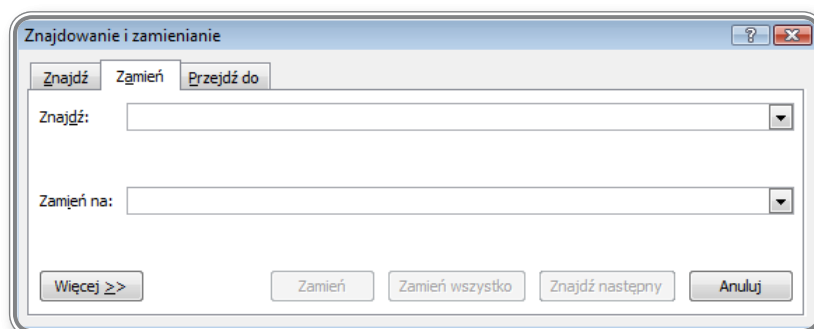 Znajdowanie i zamienianie
Znajdź Zamień Przejdź do
Znajdź:
Zamień na:
Więcej >> Zamień Zamień wszystko Znajdź następny Anuluj